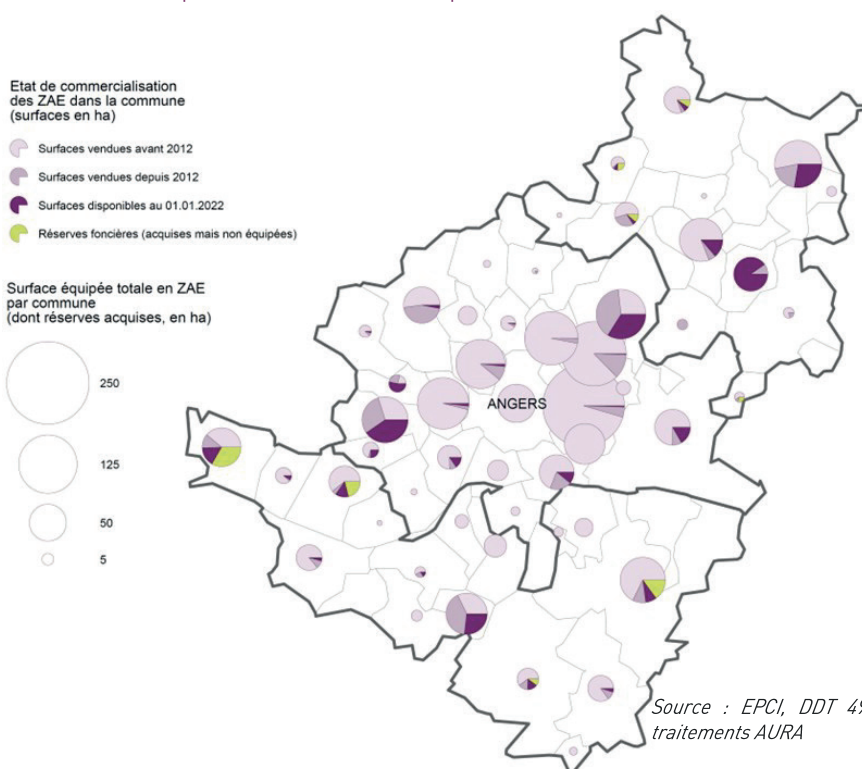 Etat de commercialisation
des ZAE dans la commune
(surfaces en ha)
Surfaces vendues avant 2012
Surfaces vendues depuis 2012
Surfaces disponibles au 01.01.2022
Réserves foncières (acquises mais non équipées)
Surface équipée totale en ZAE
par commune
(dont réserves acquises, en ha)
250
125
50
5
ANGERS
Source : EPCI, DDT 49
traitements AURA